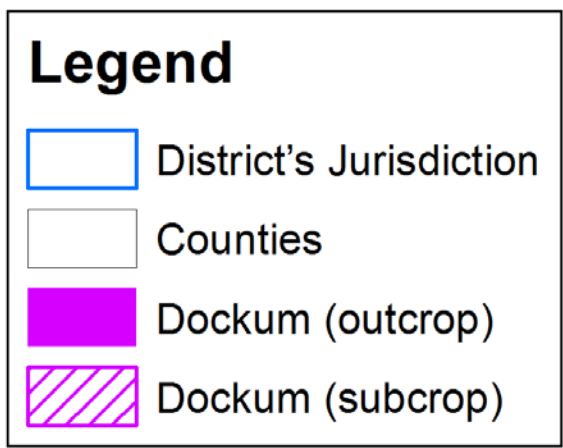 Legend
District's Jurisdiction
Counties
Dockum (outcrop)
Dockum (subcrop)